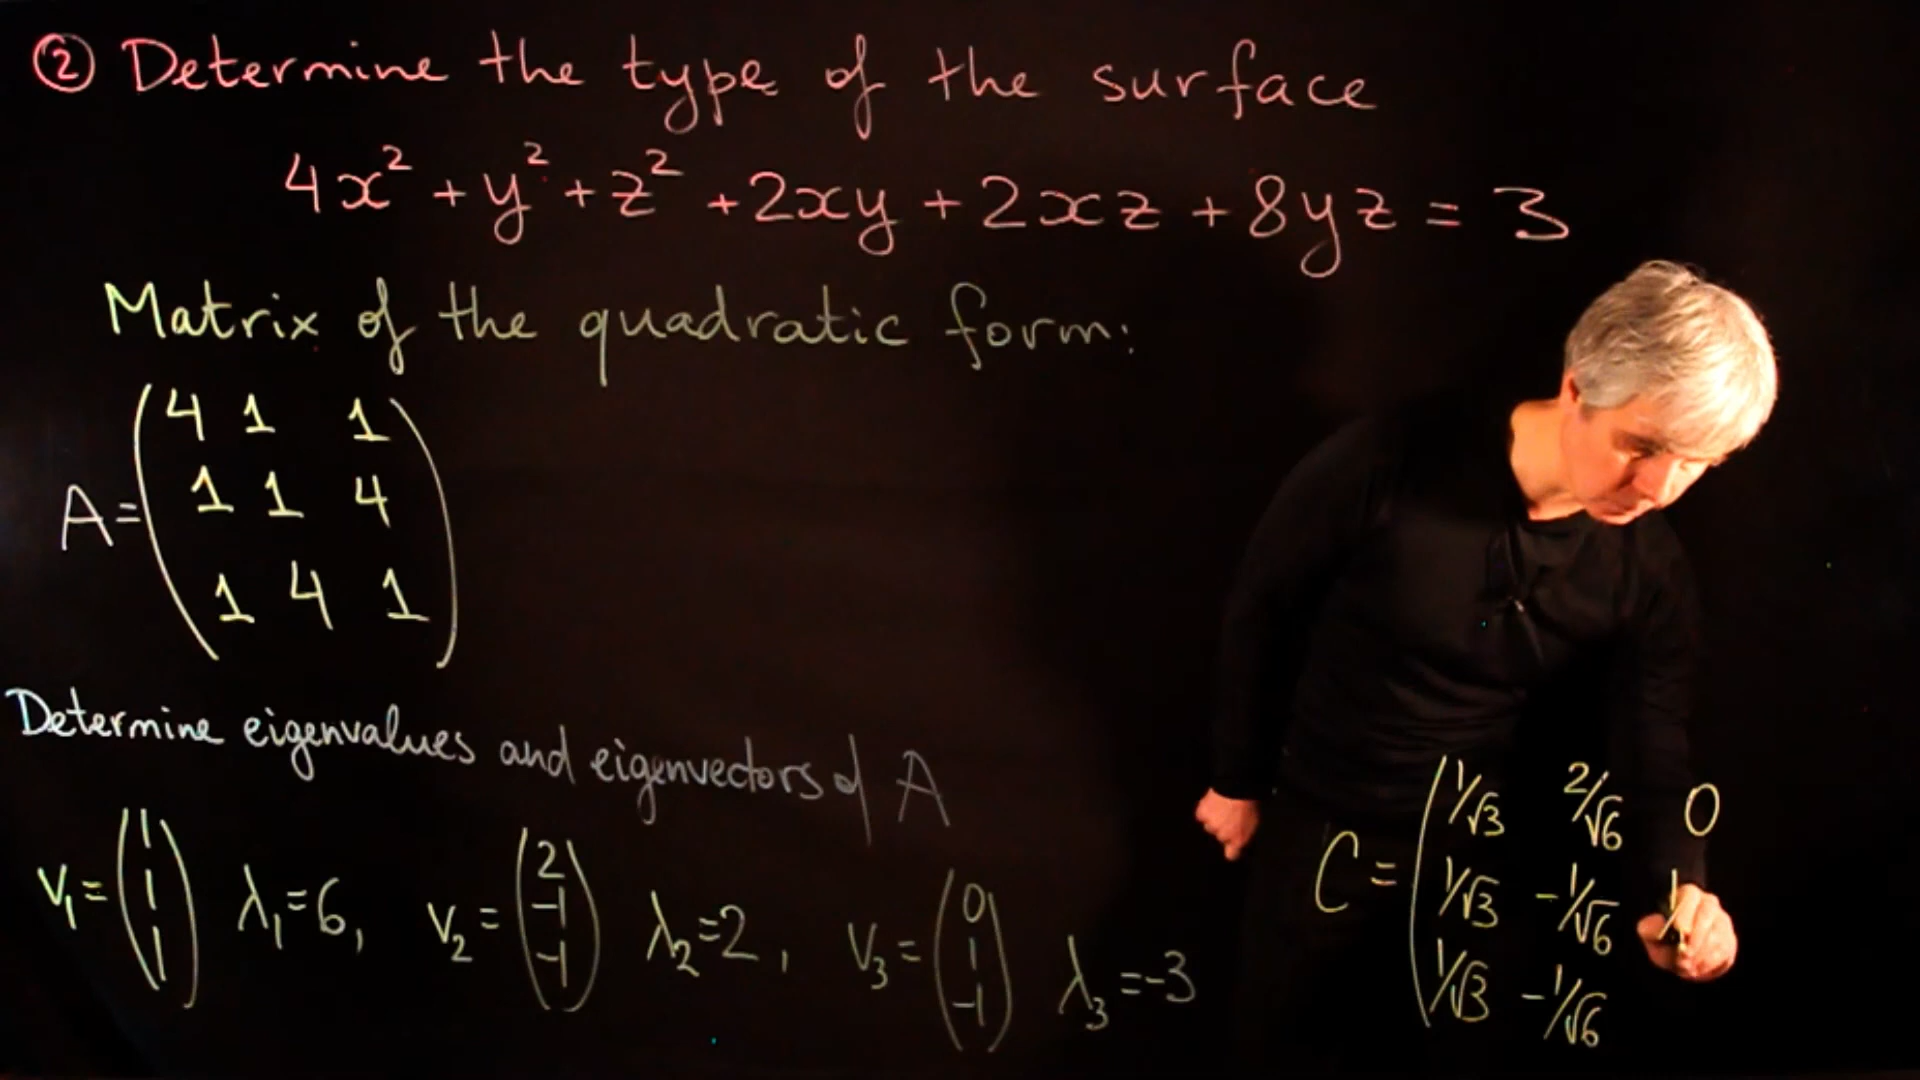 ② Determine the type of the surface
4x² + y² + z² + 2xy + 2xz + 8yz = 3
Matrix of the quadratic form:
A = (4 1 1
1 1 4
1 4 1)
Determine eigenvalues and eigenvectors of A
v₁ = (1 1 1) λ₁ = 6, v₂ = (2 -1 -1) λ₂ = 2, v₃ = (0 1 -1) λ₃ = -3
C = (1/√3 2/√6 0
1/√3 -1/√6 1/
1/√3 -1/√6